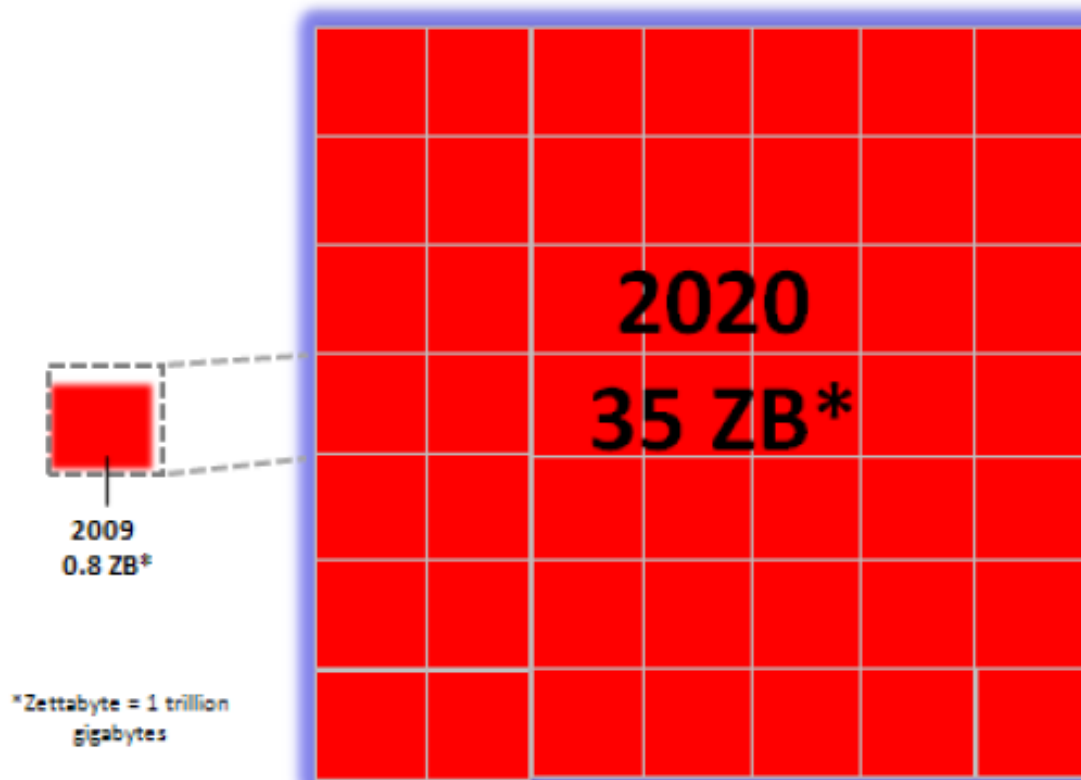 2020
35 ZB*
2009
0.8 ZB*
*Zettabyte = 1 trillion
gigabytes